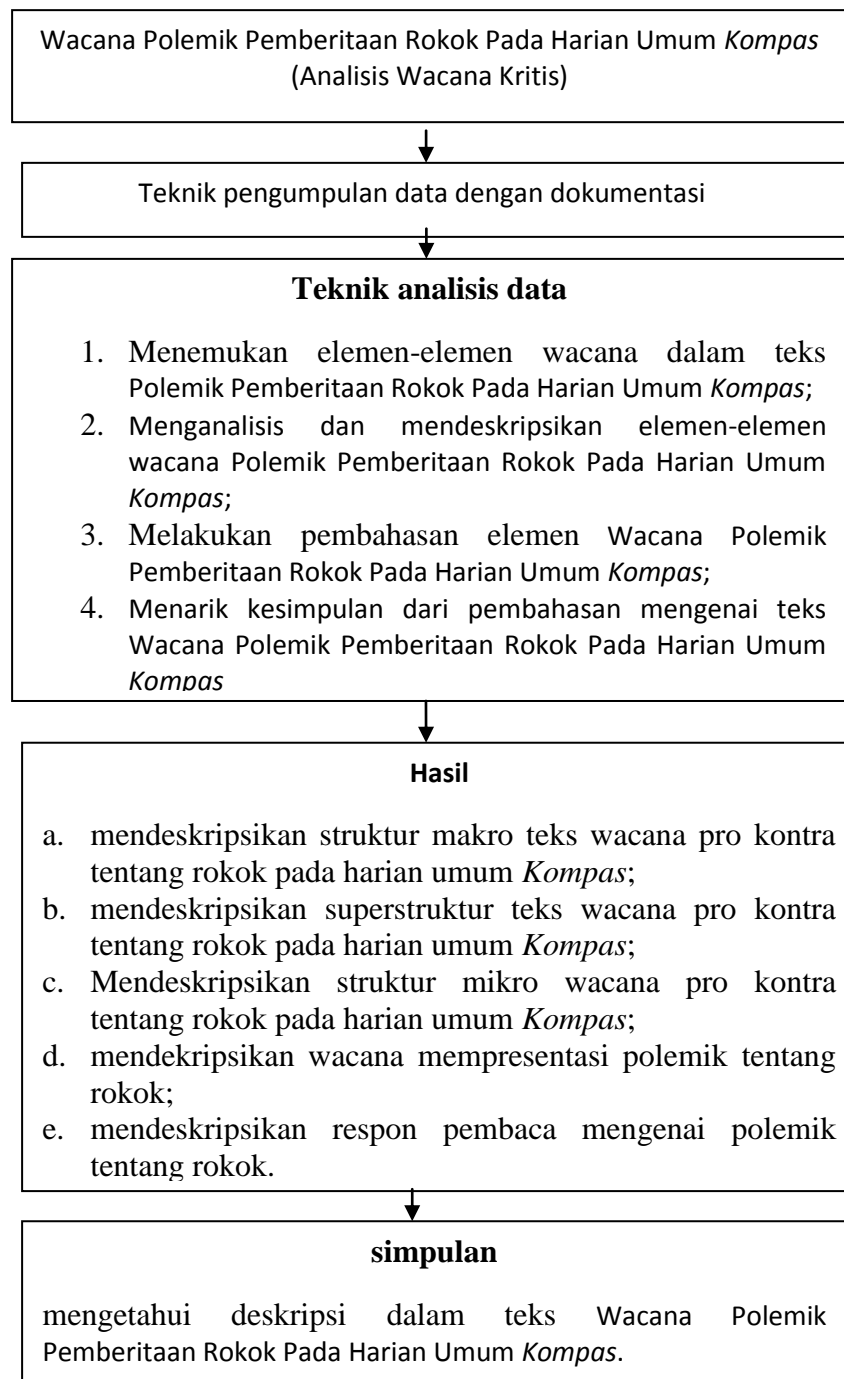 Wacana Polemik Pemberitaan Rokok Pada Harian Umum Kompas
(Analisis Wacana Kritis)
Teknik pengumpulan data dengan dokumentasi
Teknik analisis data
1. Menemukan elemen-elemen wacana dalam teks
Polemik Pemberitaan Rokok Pada Harian Umum Kompas;
2. Menganalisis dan mendeskripsikan elemen-elemen
wacana Polemik Pemberitaan Rokok Pada Harian Umum
Kompas;
3. Melakukan pembahasan elemen Wacana Polemik
Pemberitaan Rokok Pada Harian Umum Kompas;
4. Menarik kesimpulan dari pembahasan mengenai teks
Wacana Polemik Pemberitaan Rokok Pada Harian Umum
Kompas
Hasil
a. mendeskripsikan struktur makro teks wacana pro kontra
tentang rokok pada harian umum Kompas;
b. mendeskripsikan superstruktur teks wacana pro kontra
tentang rokok pada harian umum Kompas;
c. Mendeskripsikan struktur mikro wacana pro kontra
tentang rokok pada harian umum Kompas;
d. mendekripsikan wacana mempresentasi polemik tentang
rokok;
e. mendeskripsikan respon pembaca mengenai polemik
tentang rokok.
simpulan
mengetahui deskripsi dalam teks Wacana Polemik
Pemberitaan Rokok Pada Harian Umum Kompas.